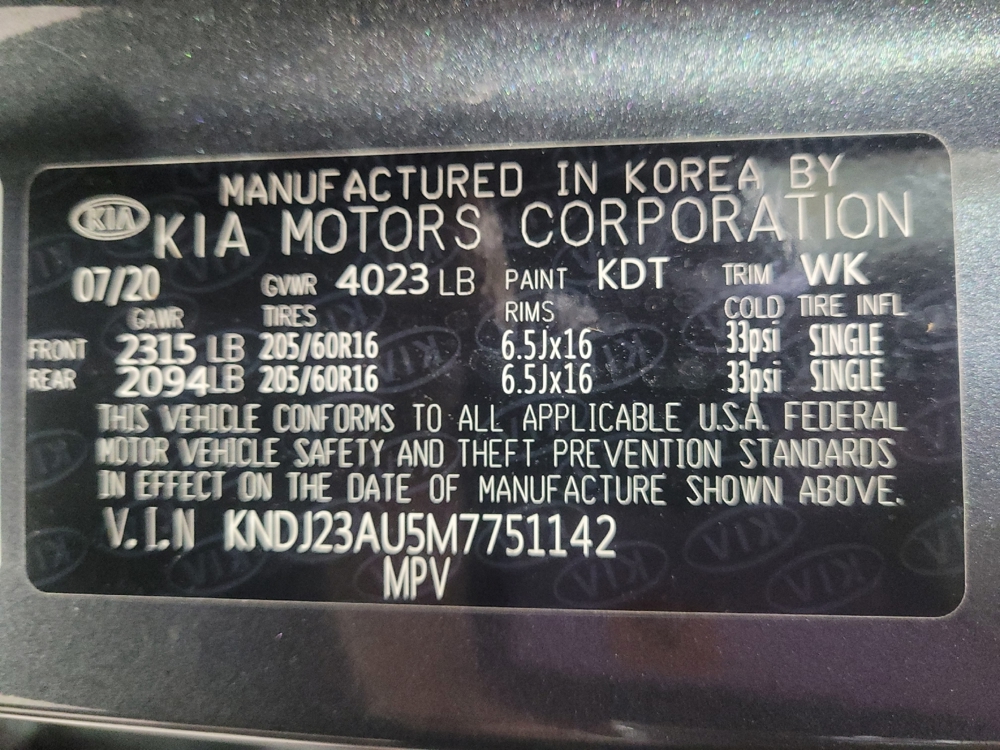 MANUFACTURED IN KOREA BY
KIA KIA MOTORS CORPORATION
07/20 GVWR 4023 LB PAINT KDT TRIM WK
GAWR TIRES RIMS COLD TIRE INFL
FRONT 2315 LB 205/60R16 6.5Jx16 33psi SINGLE
REAR 2094LB 205/60R16 6.5Jx16 33psi SINGLE
THIS VEHICLE CONFORMS TO ALL APPLICABLE U.S.A. FEDERAL
MOTOR VEHICLE SAFETY AND THEFT PREVENTION STANDARDS
IN EFFECT ON THE DATE OF MANUFACTURE SHOWN ABOVE.
V.I.N KNDJ23AU5M7751142
MPV